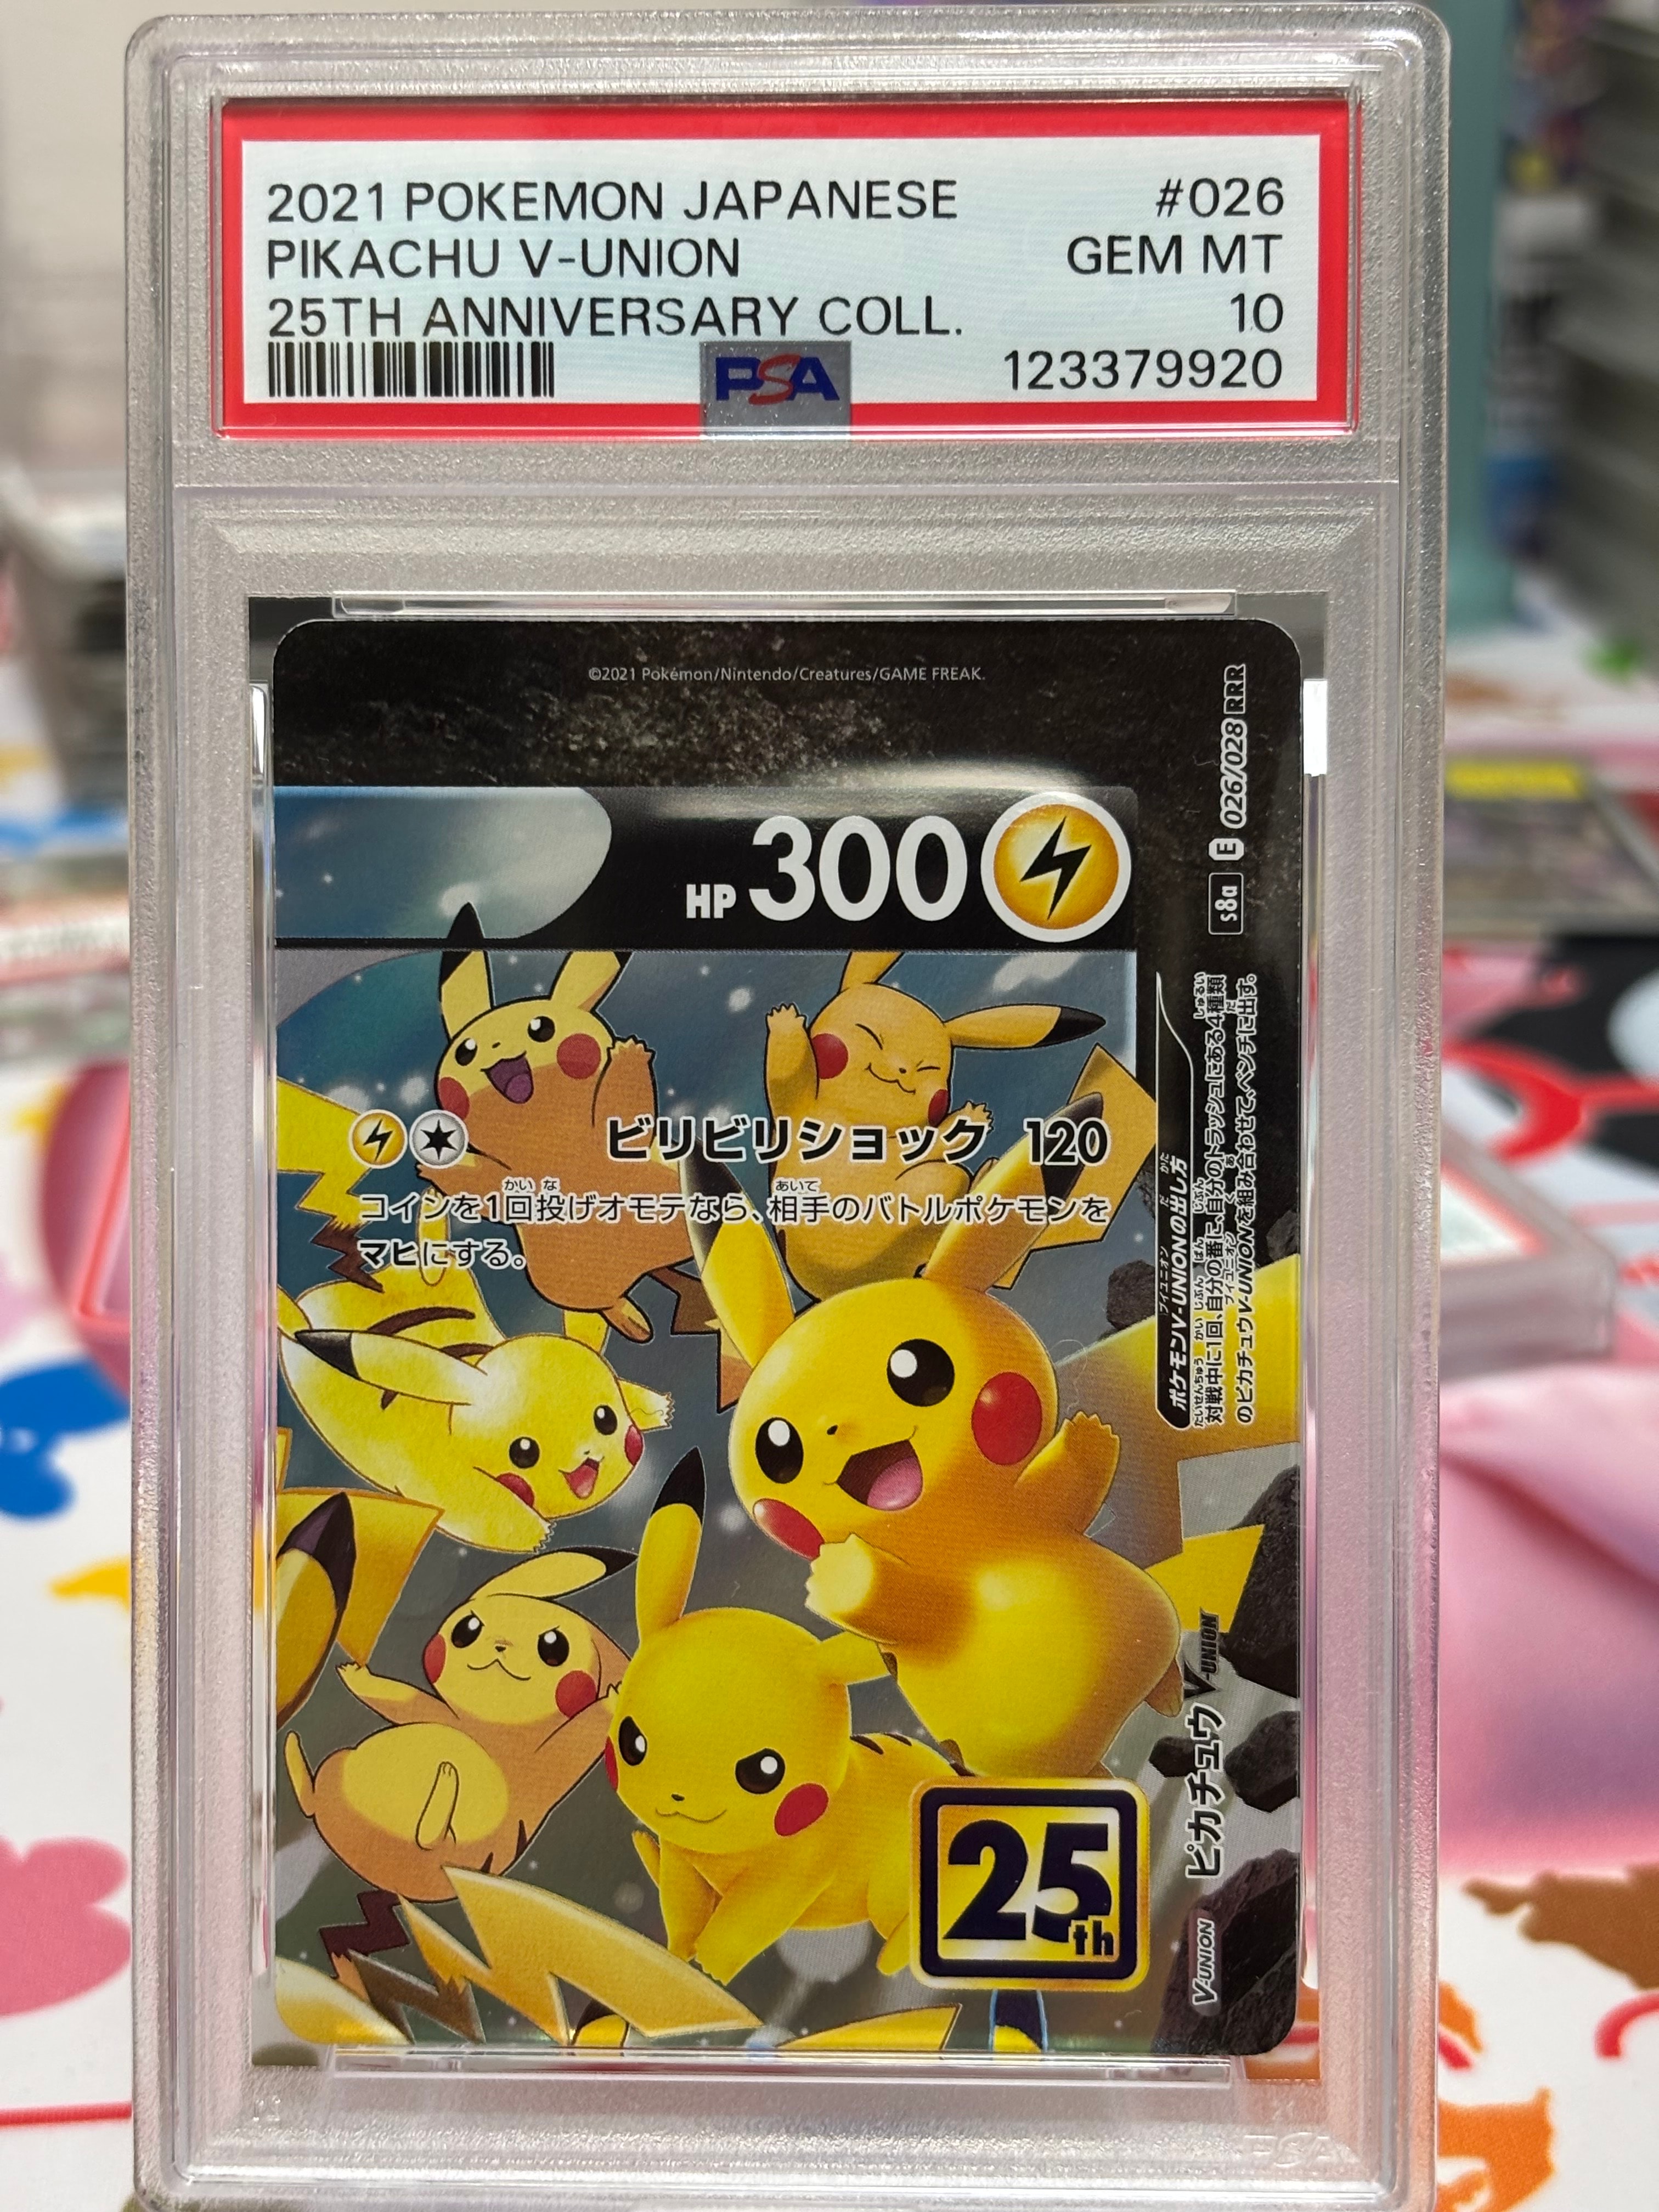 2021 POKEMON JAPANESE #026
PIKACHU V-UNION GEM MT
25TH ANNIVERSARY COLL. 10
PSA 123379920
©2021 Pokémon/Nintendo/Creatures/GAME FREAK.
HP 300
ビリビリショック 120
コインを1回投げオモテなら、相手のバトルポケモンを
マヒにする。
25th
s8a E 026/028 RRR
ポケモンV-UNIONの出し方
対戦中に1回、自分の番に、自分のトラッシュにある4種類
のピカチュウV-UNIONを組み合わせて、ベンチに出す。
V-UNION ピカチュウV-UNION